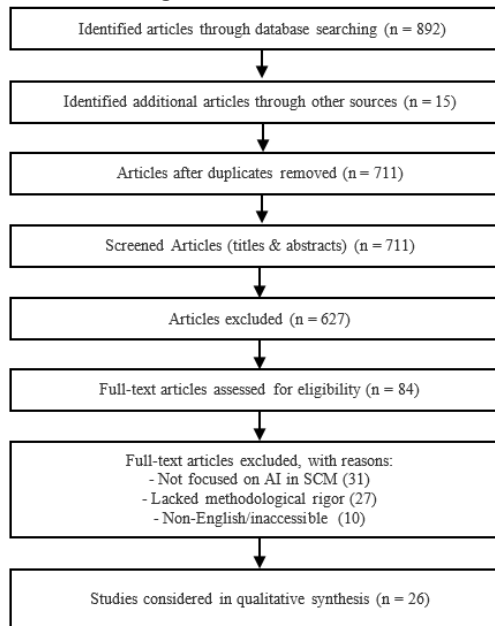 Identified articles through database searching (n = 892)
Identified additional articles through other sources (n = 15)
Articles after duplicates removed (n = 711)
Screened Articles (titles & abstracts) (n = 711)
Articles excluded (n = 627)
Full-text articles assessed for eligibility (n = 84)
Full-text articles excluded, with reasons:
- Not focused on AI in SCM (31)
- Lacked methodological rigor (27)
- Non-English/inaccessible (10)
Studies considered in qualitative synthesis (n = 26)